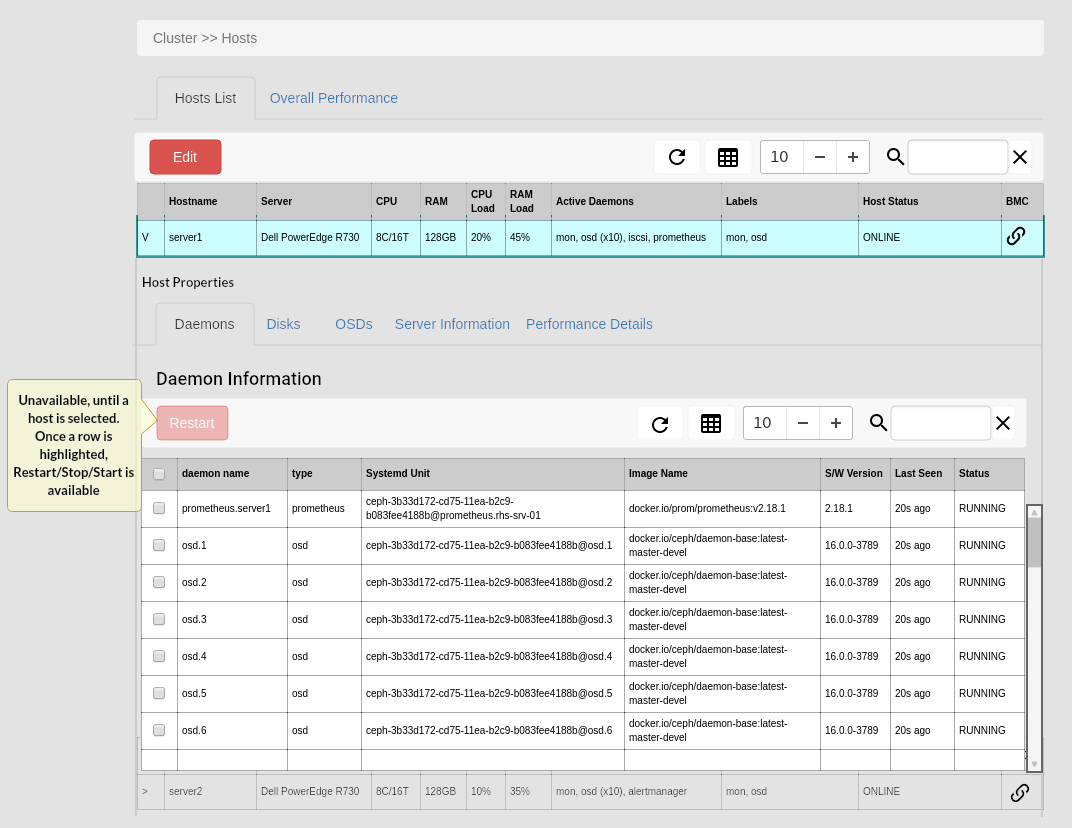 Cluster >> Hosts
Hosts List Overall Performance
Edit 10
Hostname Server CPU RAM CPU Load RAM Load Active Daemons Labels Host Status BMC
V server1 Dell PowerEdge R730 8C/16T 128GB 20% 45% mon, osd (x10), iscsi, prometheus mon, osd ONLINE
Host Properties
Daemons Disks OSDs Server Information Performance Details
Daemon Information
Unavailable, until a
host is selected.
Once a row is
highlighted,
Restart/Stop/Start is
available
Restart 10
daemon name type Systemd Unit Image Name S/W Version Last Seen Status
prometheus.server1 prometheus ceph-3b33d172-cd75-11ea-b2c9-
b083fee4188b@prometheus.rhs-srv-01 docker.io/prom/prometheus:v2.18.1 2.18.1 20s ago RUNNING
osd.1 osd ceph-3b33d172-cd75-11ea-b2c9-b083fee4188b@osd.1 docker.io/ceph/daemon-base:latest-
master-devel 16.0.0-3789 20s ago RUNNING
osd.2 osd ceph-3b33d172-cd75-11ea-b2c9-b083fee4188b@osd.2 docker.io/ceph/daemon-base:latest-
master-devel 16.0.0-3789 20s ago RUNNING
osd.3 osd ceph-3b33d172-cd75-11ea-b2c9-b083fee4188b@osd.3 docker.io/ceph/daemon-base:latest-
master-devel 16.0.0-3789 20s ago RUNNING
osd.4 osd ceph-3b33d172-cd75-11ea-b2c9-b083fee4188b@osd.4 docker.io/ceph/daemon-base:latest-
master-devel 16.0.0-3789 20s ago RUNNING
osd.5 osd ceph-3b33d172-cd75-11ea-b2c9-b083fee4188b@osd.5 docker.io/ceph/daemon-base:latest-
master-devel 16.0.0-3789 20s ago RUNNING
osd.6 osd ceph-3b33d172-cd75-11ea-b2c9-b083fee4188b@osd.6 docker.io/ceph/daemon-base:latest-
master-devel 16.0.0-3789 20s ago RUNNING
> server2 Dell PowerEdge R730 8C/16T 128GB 10% 35% mon, osd (x10), alertmanager mon, osd ONLINE